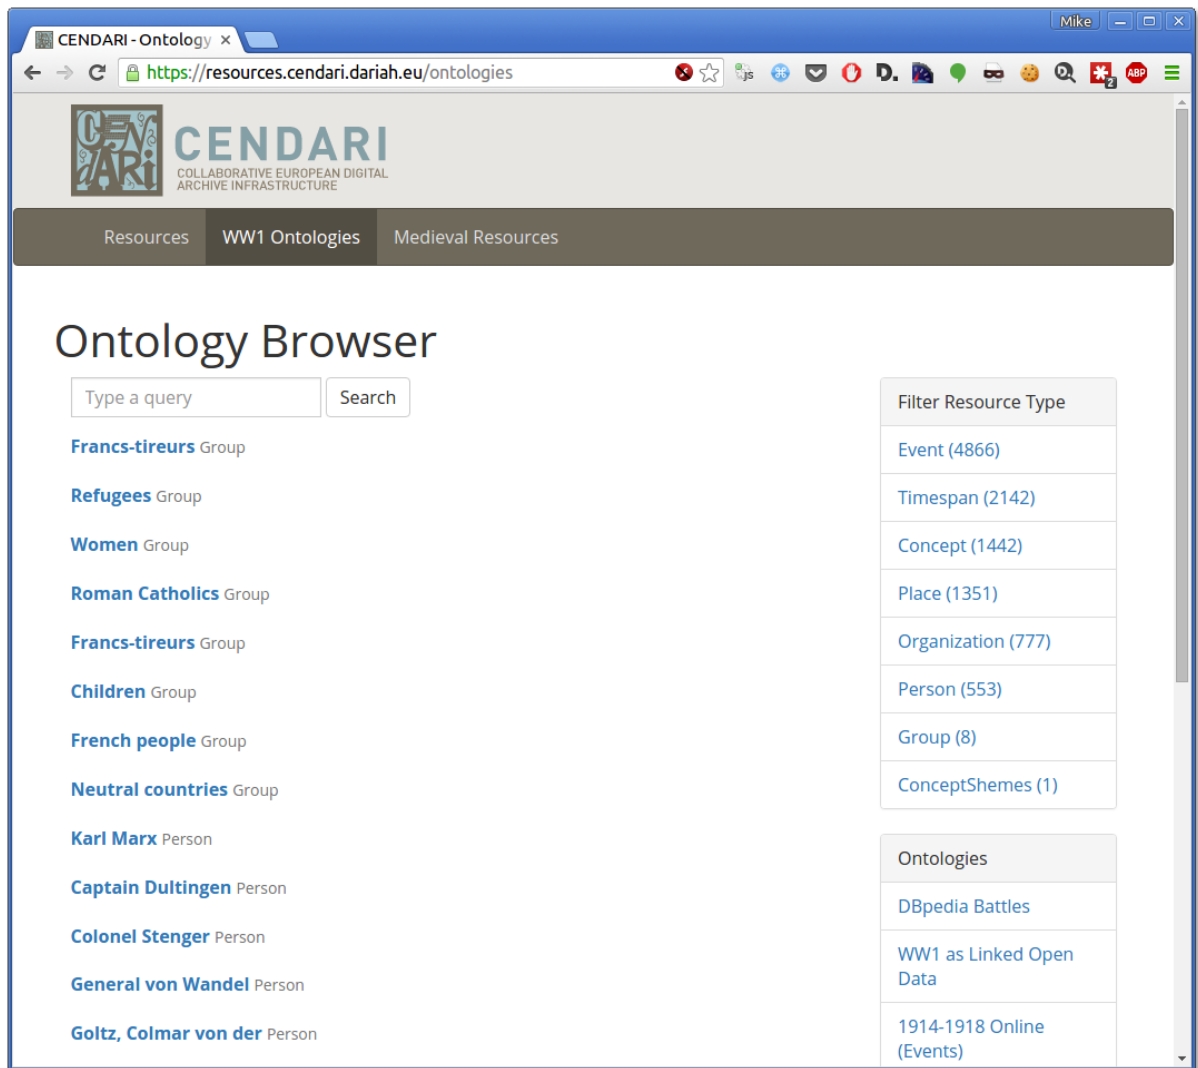 Mike
CENDARI - Ontology
https://resources.cendari.dariah.eu/ontologies
js
D.
2
ABP
CENDARI
CENDARI
COLLABORATIVE EUROPEAN DIGITAL
ARCHIVE INFRASTRUCTURE
Resources WW1 Ontologies Medieval Resources
Ontology Browser
Type a query Search
Francs-tireurs Group
Refugees Group
Women Group
Roman Catholics Group
Francs-tireurs Group
Children Group
French people Group
Neutral countries Group
Karl Marx Person
Captain Dultingen Person
Colonel Stenger Person
General von Wandel Person
Goltz, Colmar von der Person
Filter Resource Type
Event (4866)
Timespan (2142)
Concept (1442)
Place (1351)
Organization (777)
Person (553)
Group (8)
ConceptShemes (1)
Ontologies
DBpedia Battles
WW1 as Linked Open
Data
1914-1918 Online
(Events)